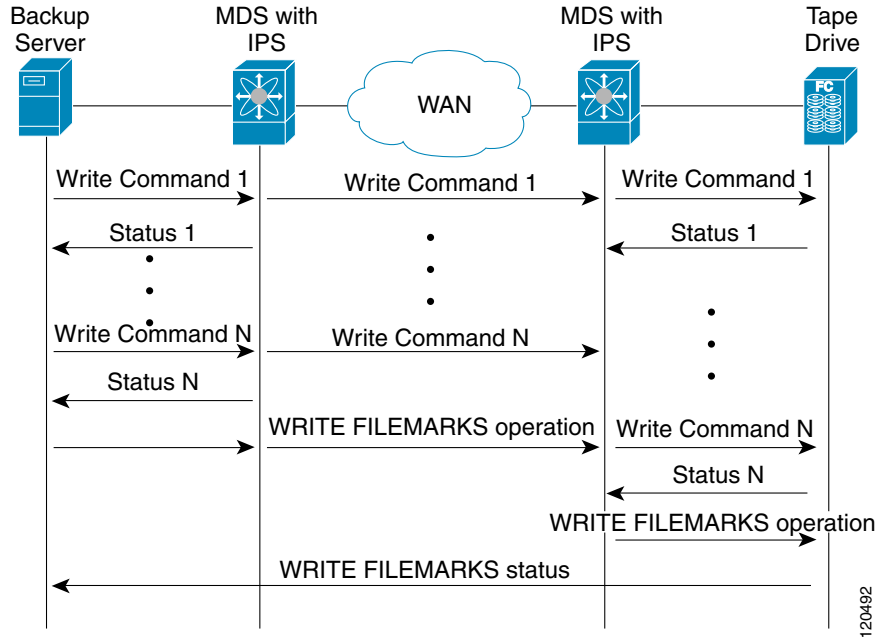 Backup
Server
MDS with
IPS
MDS with
IPS
Tape
Drive
WAN
FC
Write Command 1
Write Command 1
Write Command 1
Status 1
Status 1
Write Command N
Write Command N
Status N
WRITE FILEMARKS operation
Write Command N
Status N
WRITE FILEMARKS operation
WRITE FILEMARKS status
120492